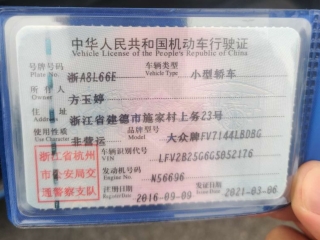 中华人民共和国机动车行驶证
Vehicle License of the People's Republic of China
号牌号码 Plate No. 浙A8L66E 车辆类型 Vehicle Type 小型轿车
所有人 Owner 方玉婷
住址 Address 浙江省建德市施家村上务23号
使用性质 非营运 品牌型号 Model 大众牌FV7144LBDBG
浙江省杭州市公安局交通警察支队
车辆识别代号 VIN LFV2B25G6G5052176
发动机号码 Engine No. N56696
注册日期 Register Date 2016-09-09 发证日期 Issue Date 2021-03-06